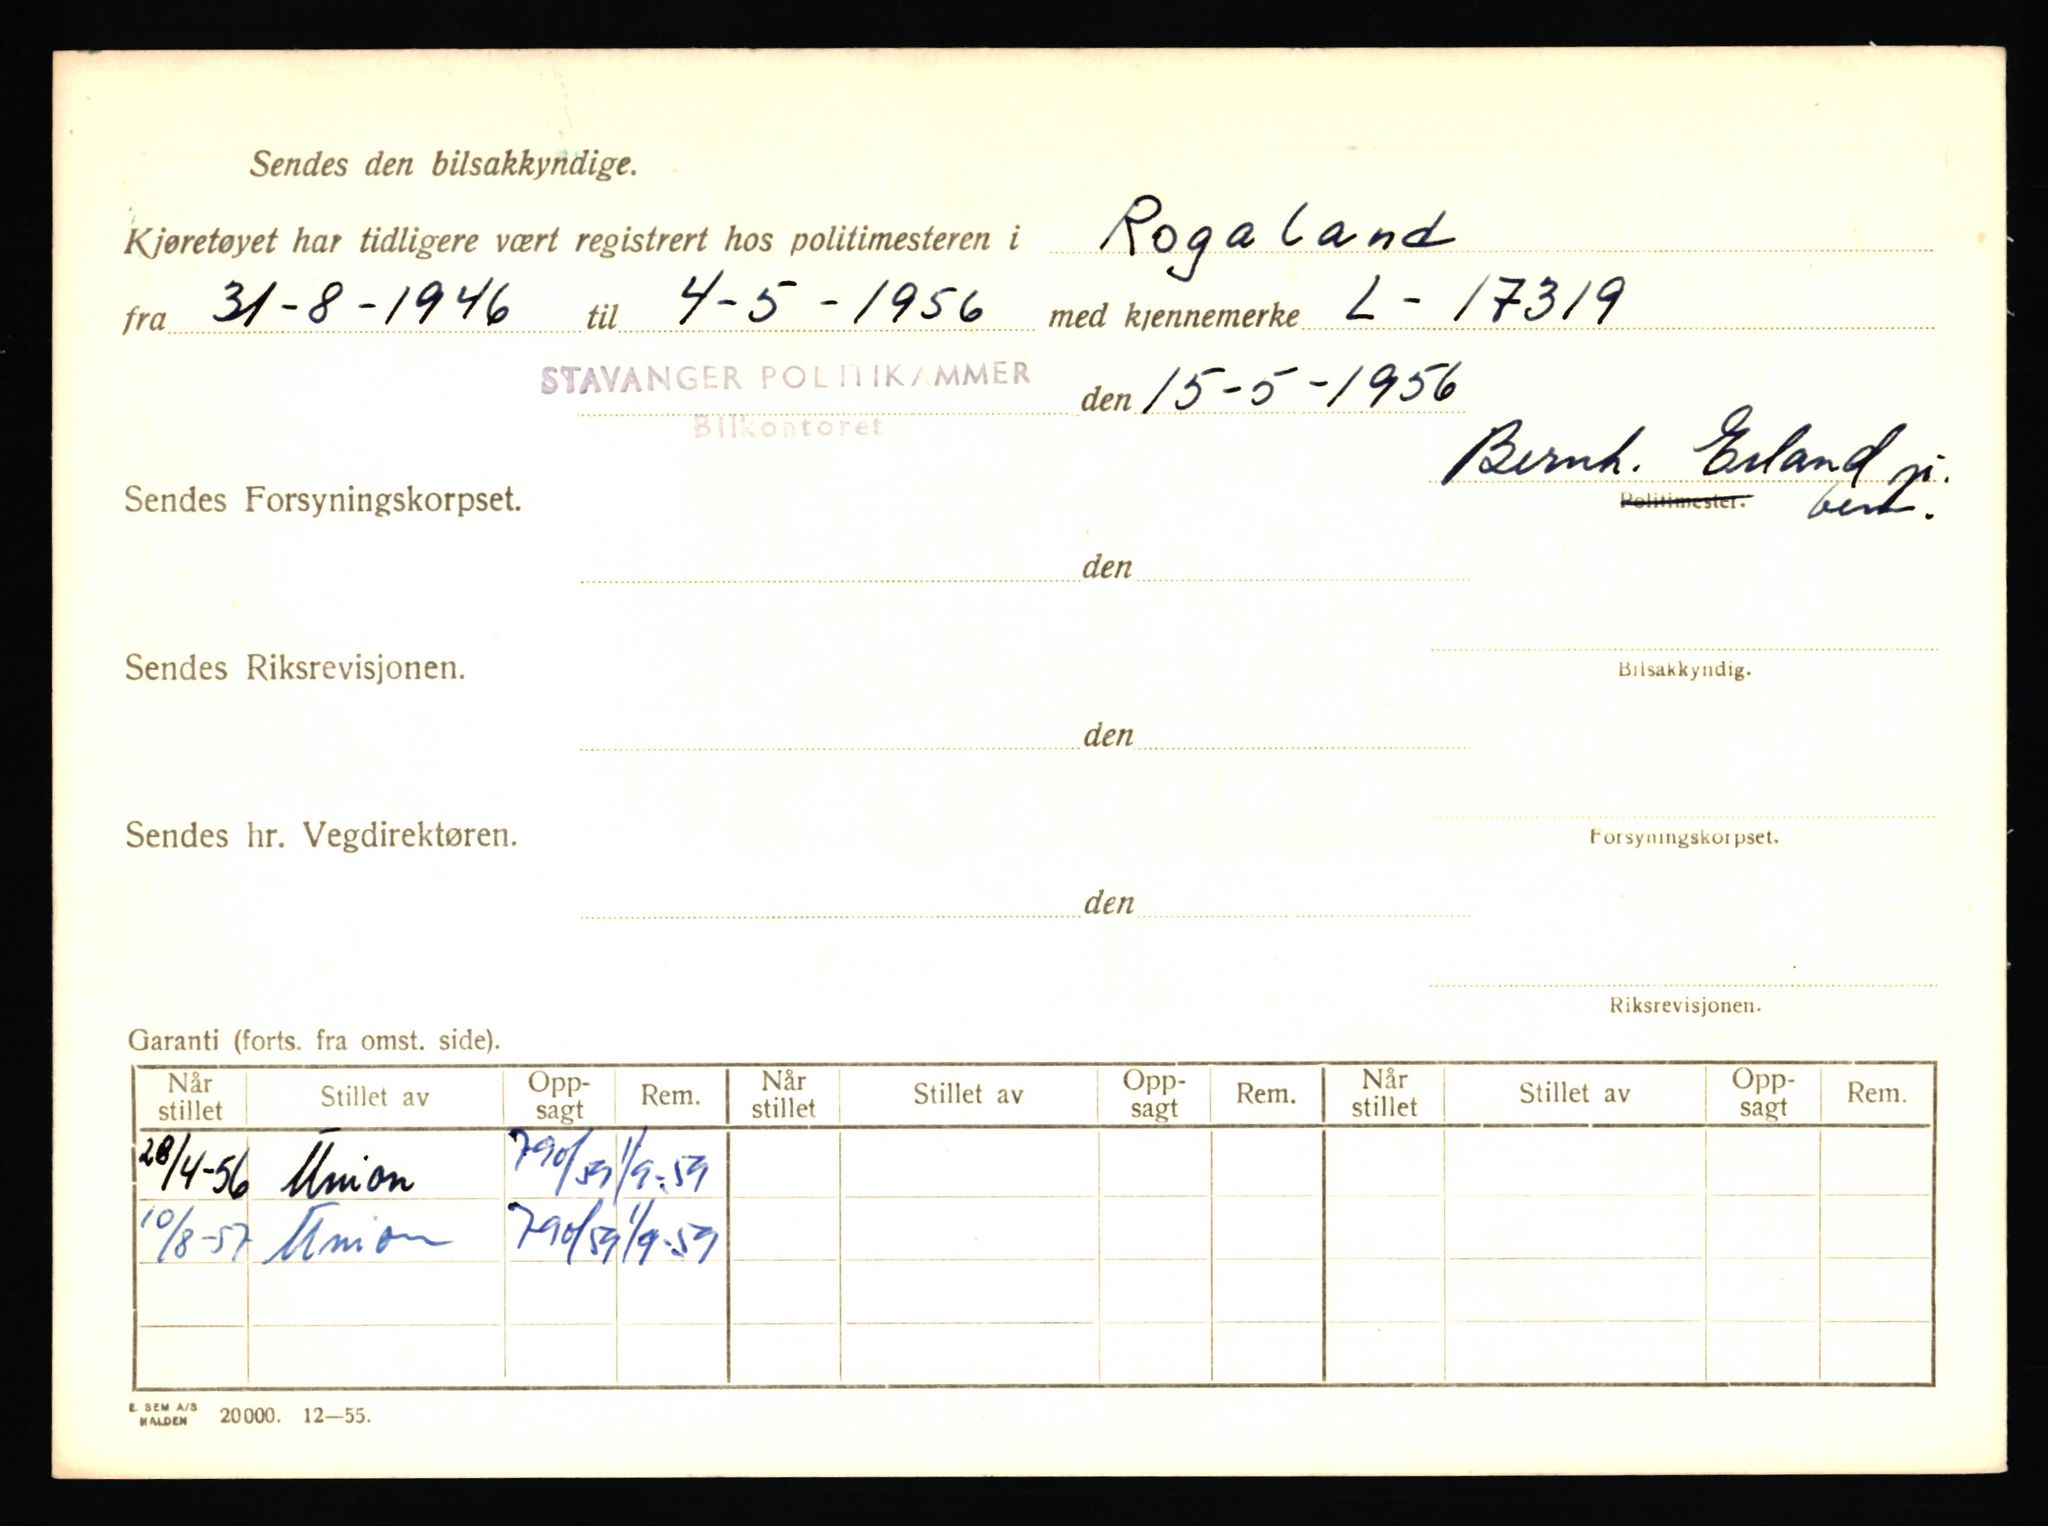 Sendes den bilsakkyndige.
Kjøretøyet har tidligere vært registrert hos politimesteren i Rogaland
fra 31-8-1946 til 4-5-1956 med kjennemerke L-17319
STAVANGER POLITIKAMMER den 15-5-1956
Bilkontoret
Bernh. Erland
Sendes Forsyningskorpset. Politimester.
den
Sendes Riksrevisjonen. Bilsakkyndig.
den
Sendes hr. Vegdirektøren. Forsyningskorpset.
den
Riksrevisjonen.
Garanti (forts. fra omst. side).
Når stillet Stillet av Opp-sagt Rem. Når stillet Stillet av Opp-sagt Rem. Når stillet Stillet av Opp-sagt Rem.
28/4-56 Union 790/59 1/9-59
10/8-57 Union 790/59 1/9-59
E. SEM A/S
HALDEN 20000. 12—55.